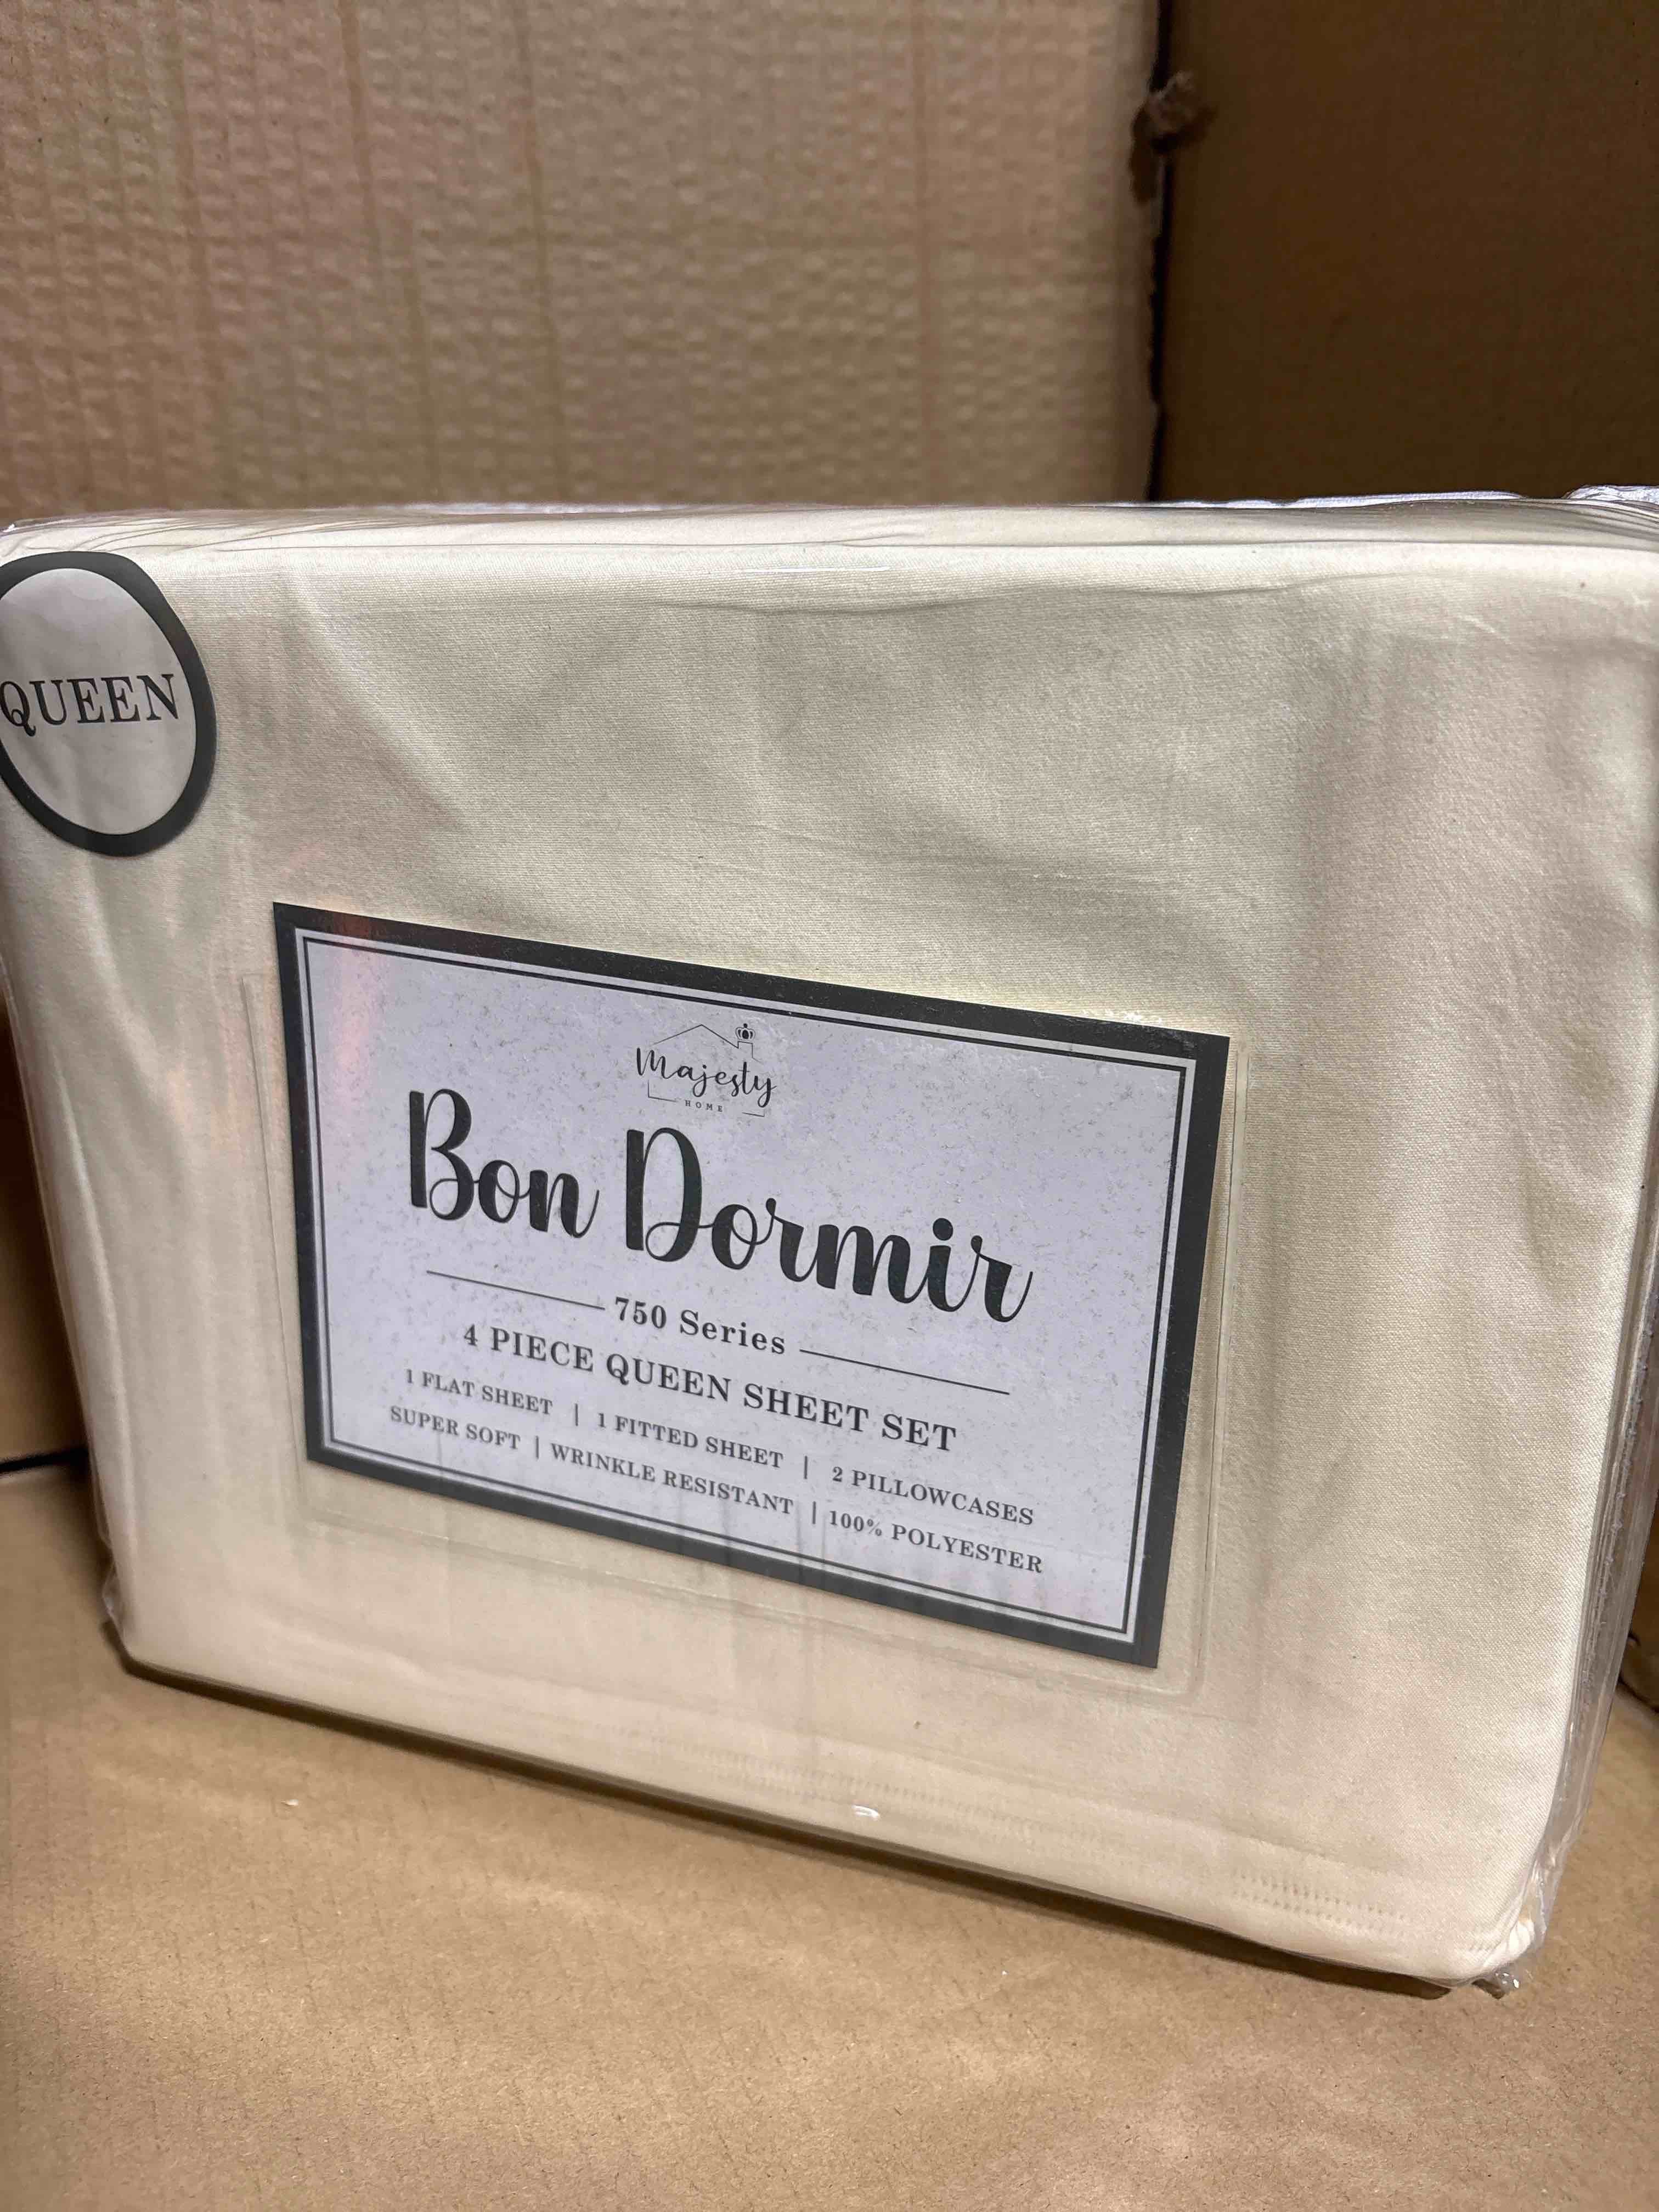 QUEEN
Majesty
HOME
Bon Dormir
750 Series
4 PIECE QUEEN SHEET SET
1 FLAT SHEET | 1 FITTED SHEET | 2 PILLOWCASES
SUPER SOFT | WRINKLE RESISTANT | 100% POLYESTER